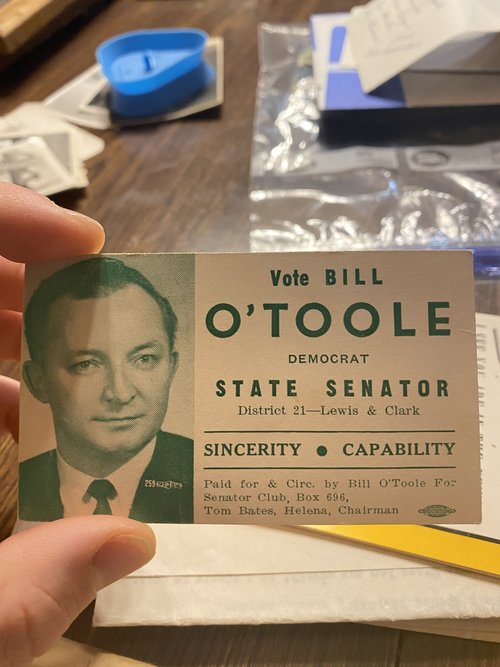 Vote BILL
O'TOOLE
DEMOCRAT
STATE SENATOR
District 21—Lewis & Clark
SINCERITY ● CAPABILITY
Paid for & Circ. by Bill O'Toole For
Senator Club, Box 696,
Tom Bates, Helena, Chairman